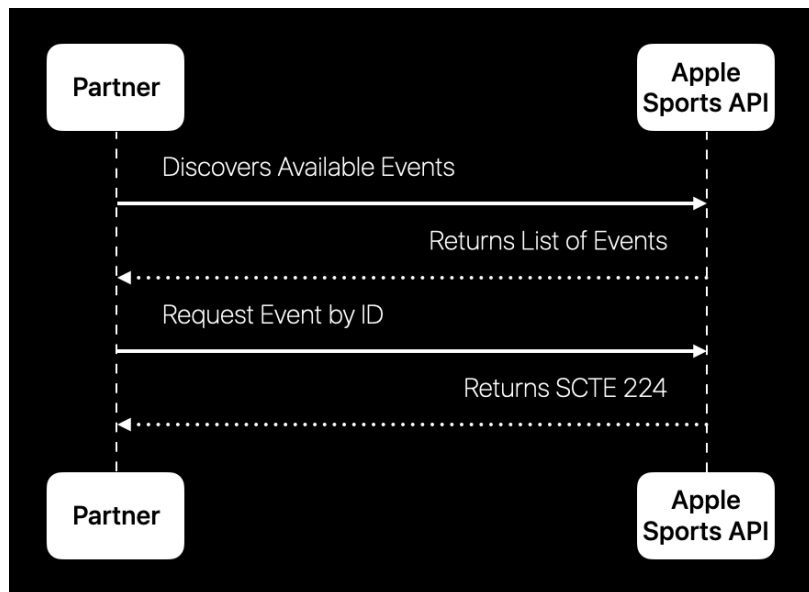 Partner
Apple
Sports API
Discovers Available Events
Returns List of Events
Request Event by ID
Returns SCTE 224
Partner
Apple
Sports API